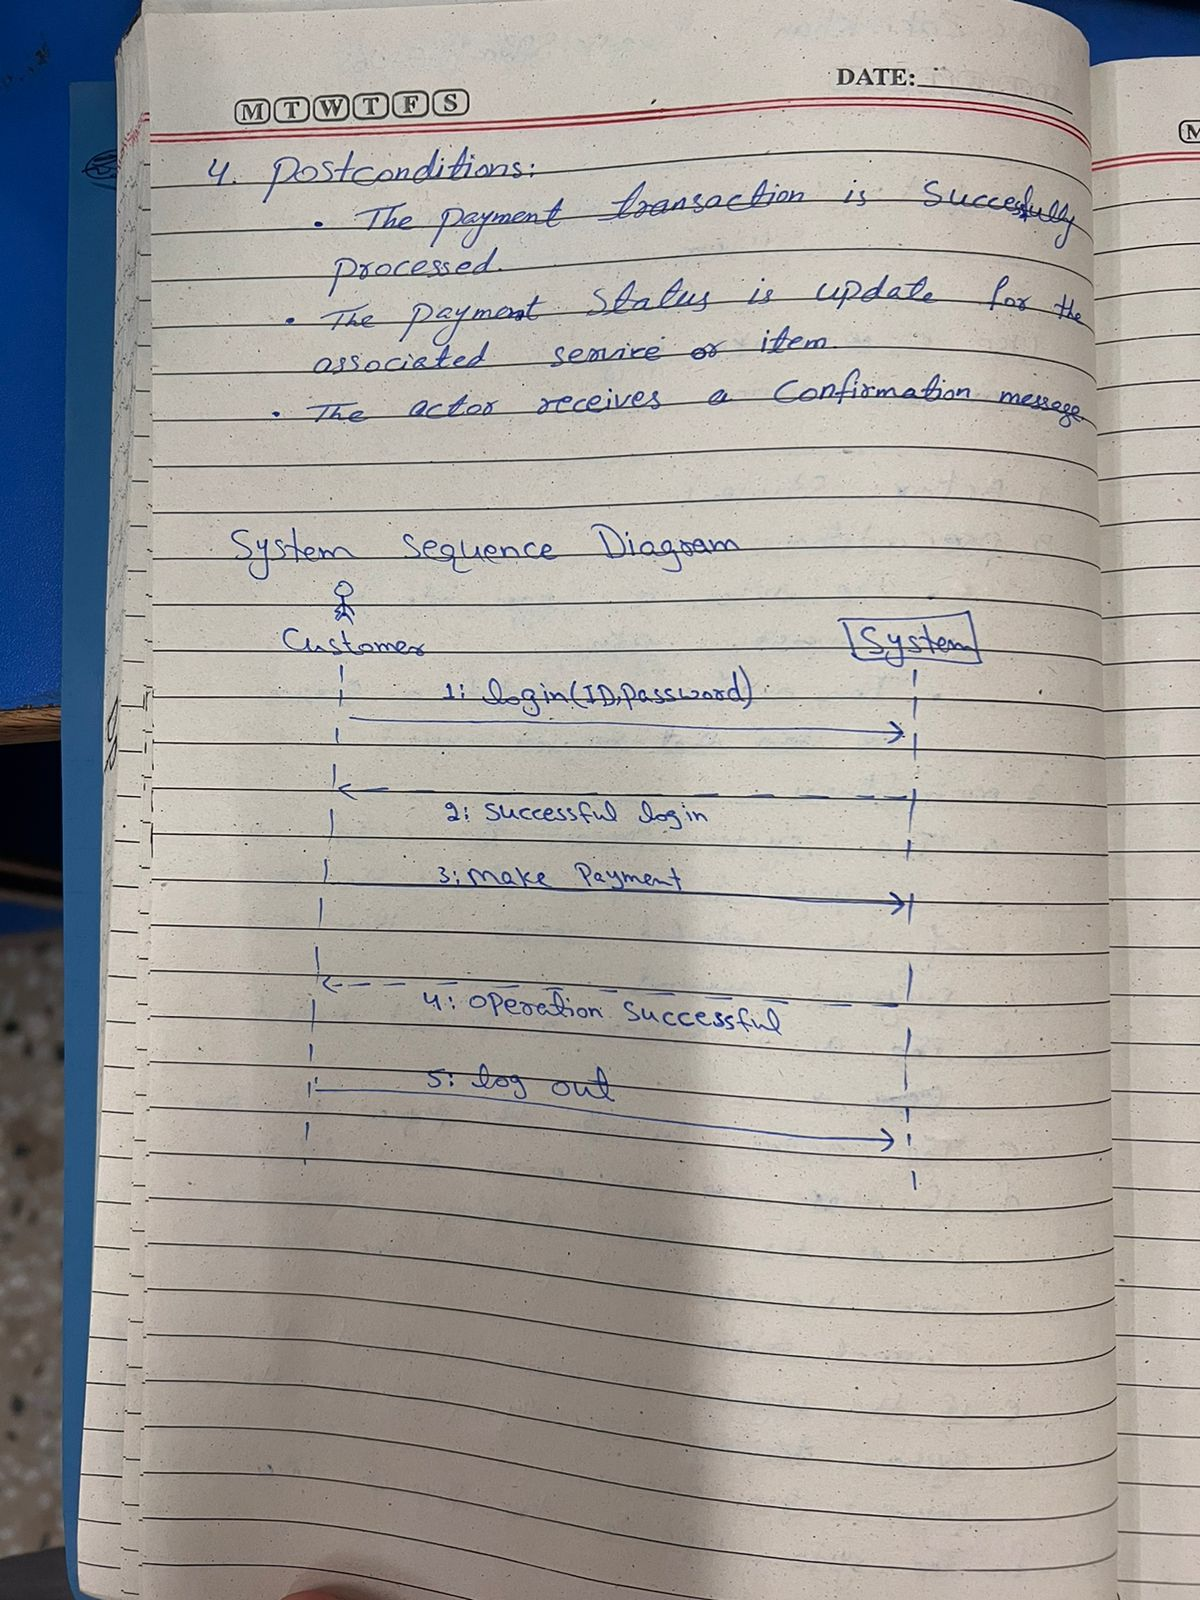 DATE:
M T W T F S
4. Postconditions:
• The payment transaction is Succesfully
processed.
• The payment Status is update for the
associated service or item
• The actor receives a Confirmation message.
System Sequence Diagram
Customer System
1: login(ID,Password)
2: Successful login
3: Make Payment
4: Operation Successful
5: log out
M